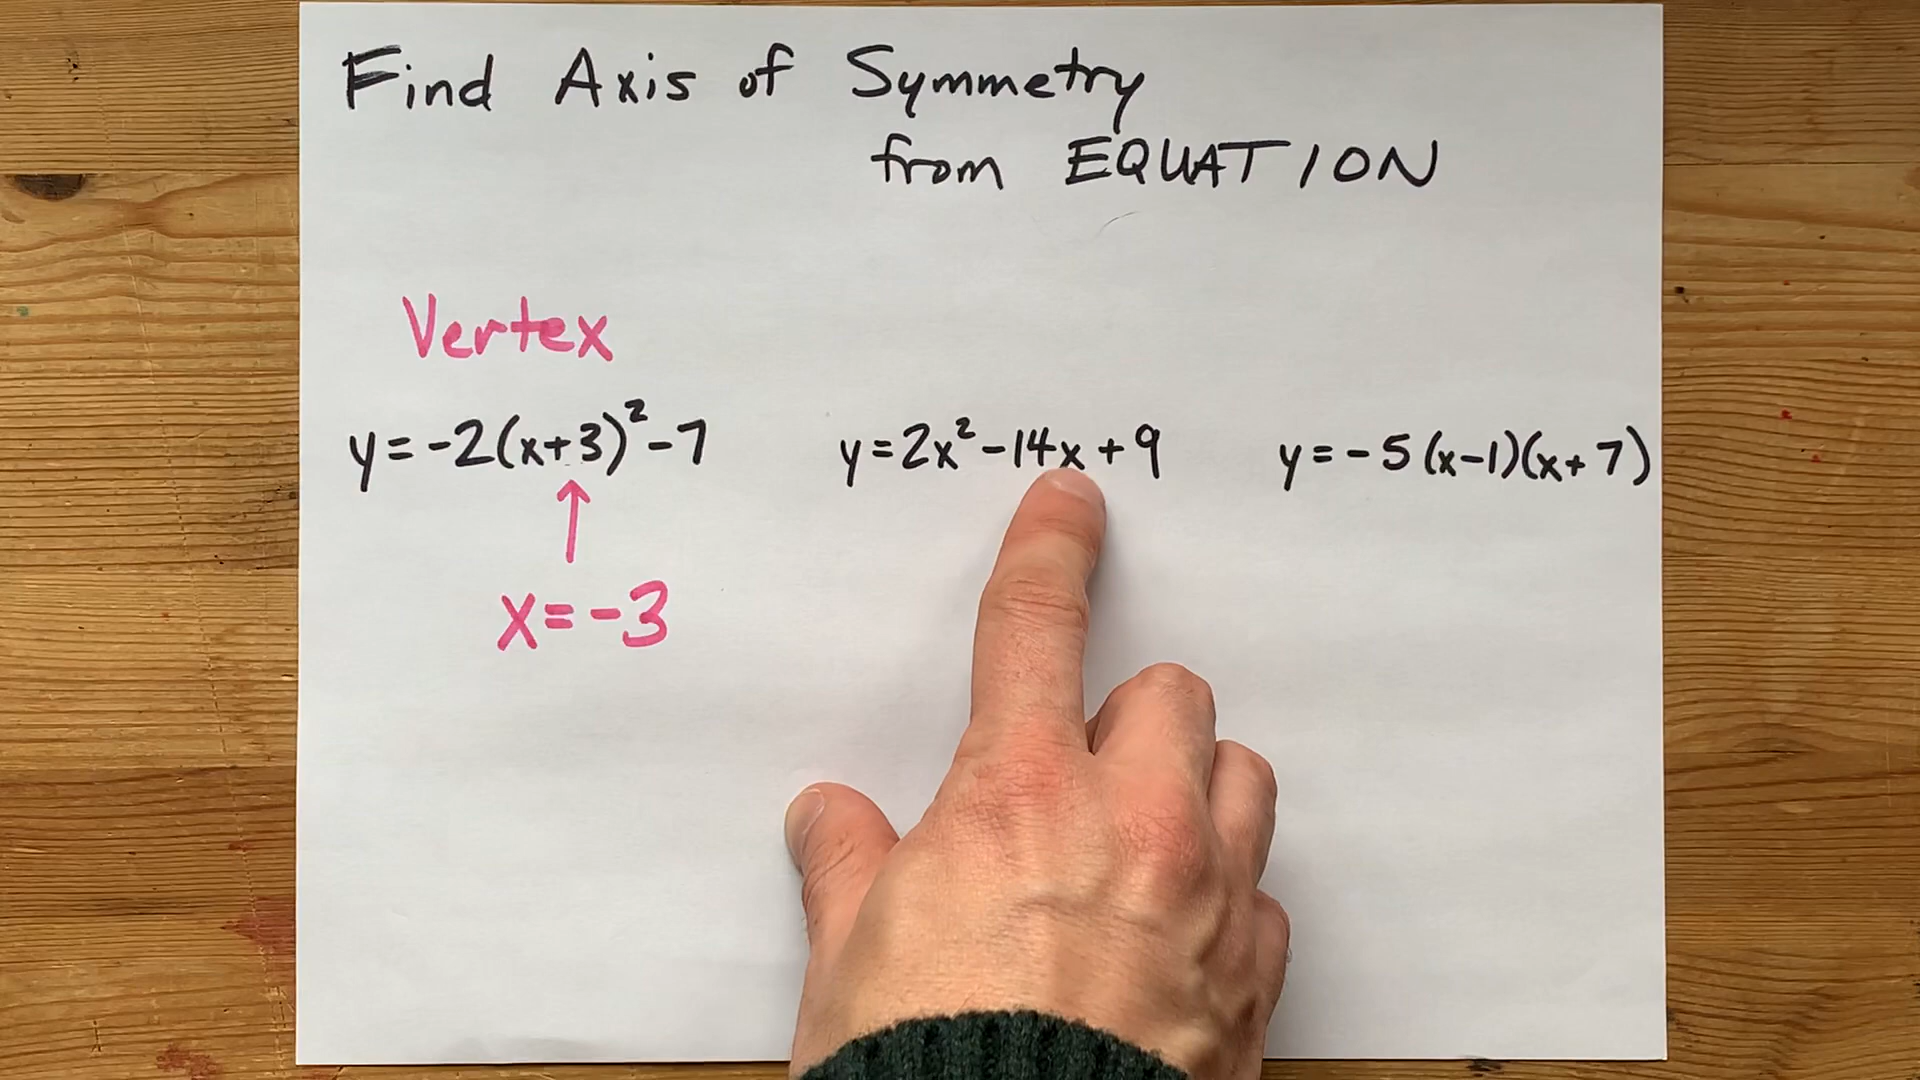 Find Axis of Symmetry
from EQUATION
Vertex
y=-2(x+3)²-7
y=2x²-14x+9
y=-5(x-1)(x+7)
↑
x=-3